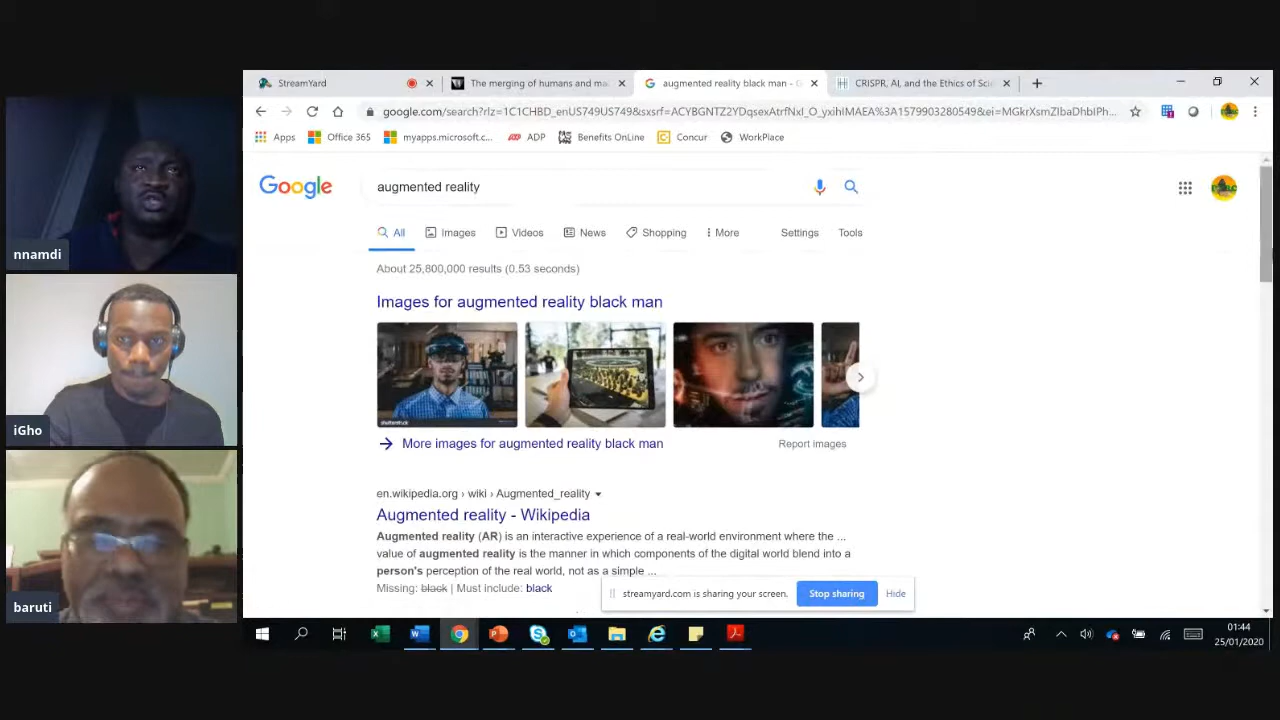 StreamYard
The merging of humans and ma
augmented reality black man - G
CRISPR, AI, and the Ethics of Scie
google.com/search?rlz=1C1CHBD_enUS749US749&sxsrf=ACYBGNTZ2YDqsexAtrfNxI_O_yxihIMAEA%3A1579903280549&ei=MGkrXsmZIbaDhbIPh...
Apps
Office 365
myapps.microsoft.c...
ADP
Benefits OnLine
Concur
WorkPlace
Google
augmented reality
All
Images
Videos
News
Shopping
More
Settings
Tools
About 25,800,000 results (0.53 seconds)
Images for augmented reality black man
More images for augmented reality black man
Report images
en.wikipedia.org › wiki › Augmented_reality
Augmented reality - Wikipedia
Augmented reality (AR) is an interactive experience of a real-world environment where the ...
value of augmented reality is the manner in which components of the digital world blend into a
person's perception of the real world, not as a simple ...
Missing: black | Must include: black
streamyard.com is sharing your screen.
Stop sharing
Hide
nnamdi
iGho
baruti
01:44
25/01/2020